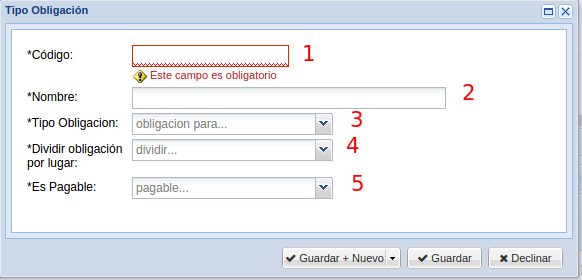 Tipo Obligación
*Código: 1
Este campo es obligatorio
*Nombre: 2
*Tipo Obligacion: obligacion para... 3
*Dividir obligación dividir... 4
por lugar:
*Es Pagable: pagable... 5
Guardar + Nuevo Guardar Declinar